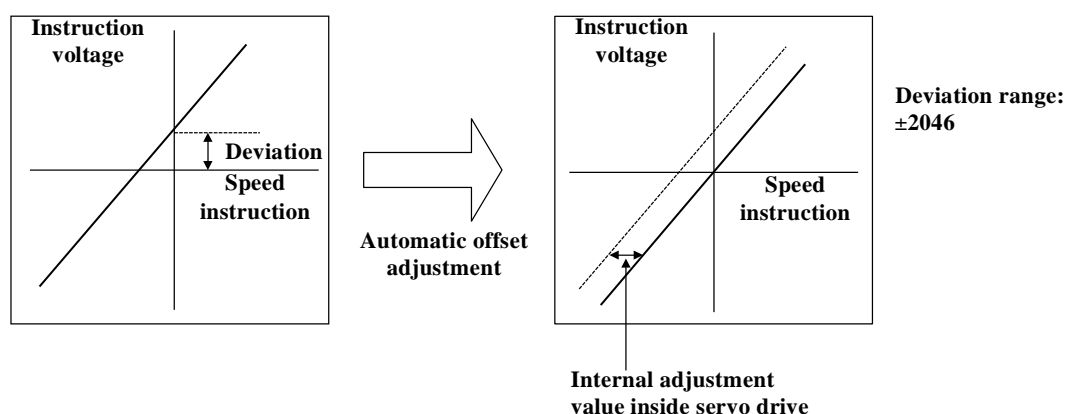 Instruction
voltage
Deviation
Speed
instruction
Automatic offset
adjustment
Instruction
voltage
Speed
instruction
Deviation range:
±2046
Internal adjustment
value inside servo drive